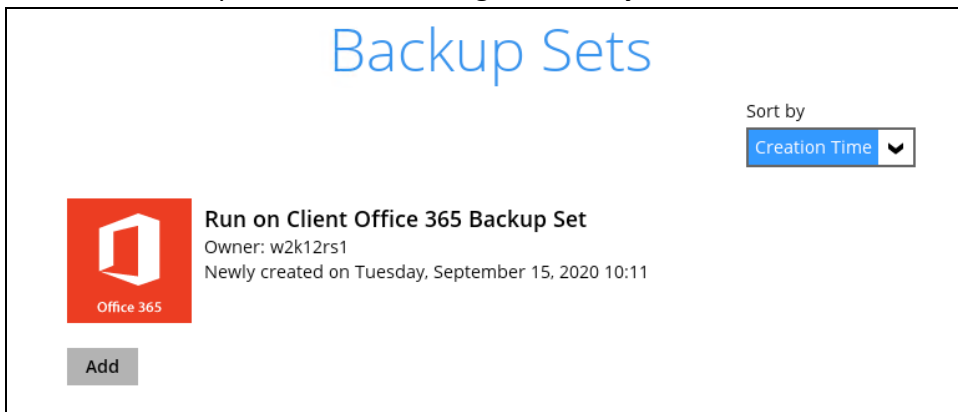 Backup Sets
Sort by
Creation Time
Run on Client Office 365 Backup Set
Owner: w2k12rs1
Newly created on Tuesday, September 15, 2020 10:11
Office 365
Add